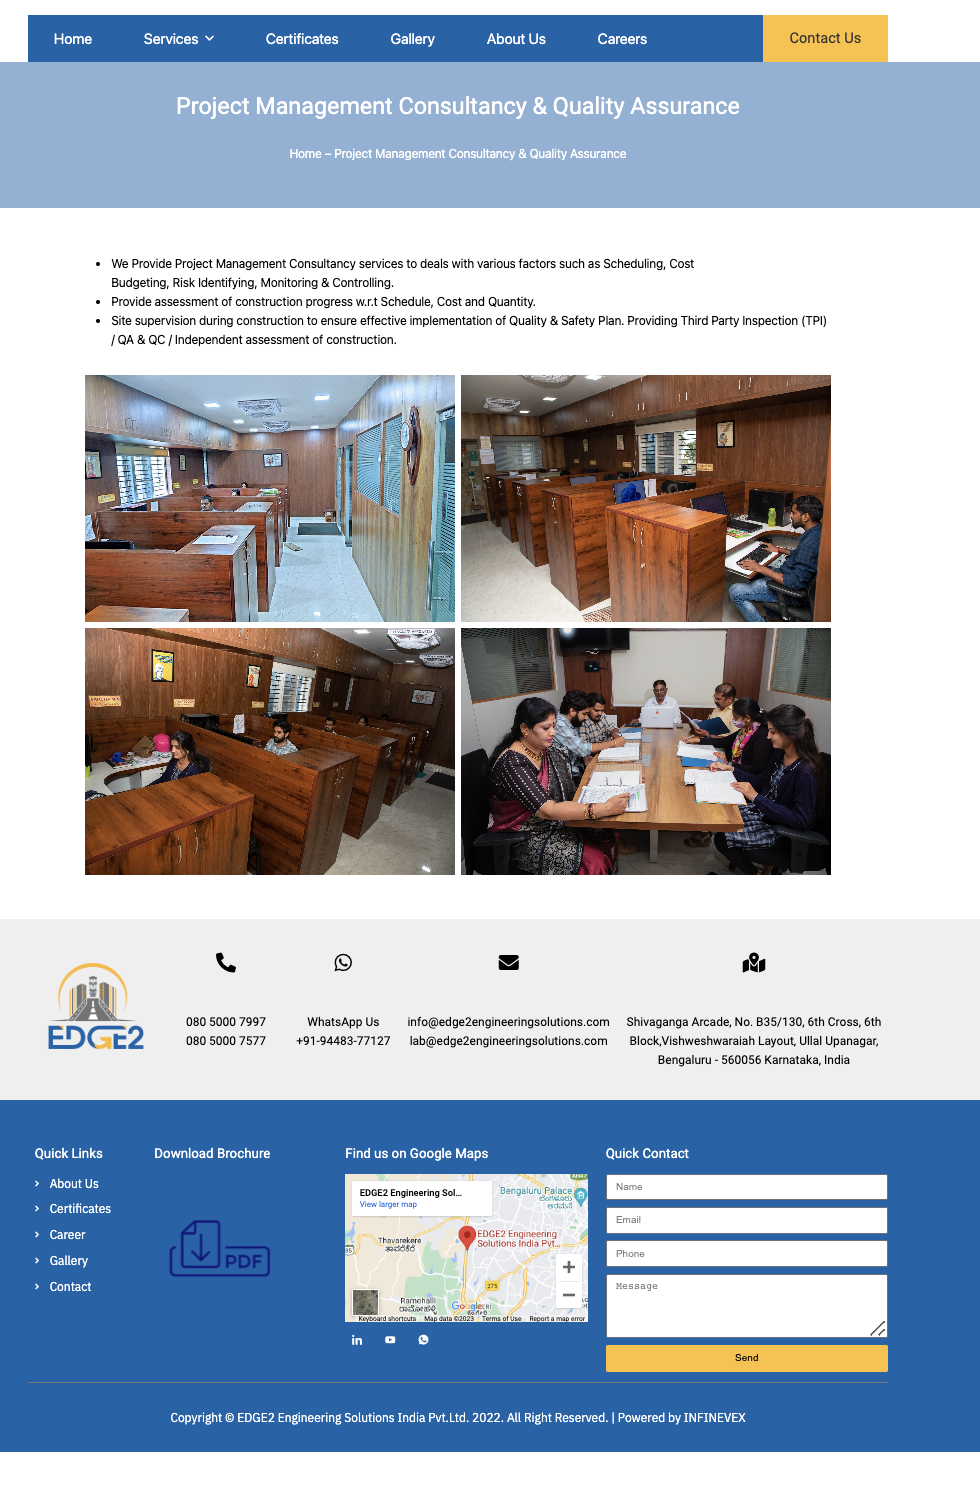 Home
Services
Certificates
Gallery
About Us
Careers
Contact Us
Project Management Consultancy & Quality Assurance
Home – Project Management Consultancy & Quality Assurance
We Provide Project Management Consultancy services to deals with various factors such as Scheduling, Cost
Budgeting, Risk Identifying, Monitoring & Controlling.
Provide assessment of construction progress w.r.t Schedule, Cost and Quantity.
Site supervision during construction to ensure effective implementation of Quality & Safety Plan. Providing Third Party Inspection (TPI)
/ QA & QC / Independent assessment of construction.
EDGE2
080 5000 7997
080 5000 7577
WhatsApp Us
+91-94483-77127
info@edge2engineeringsolutions.com
lab@edge2engineeringsolutions.com
Shivaganga Arcade, No. B35/130, 6th Cross, 6th
Block,Vishweshwaraiah Layout, Ullal Upanagar,
Bengaluru - 560056 Karnataka, India
Quick Links
About Us
Certificates
Career
Gallery
Contact
Download Brochure
PDF
Find us on Google Maps
EDGE2 Engineering Sol...
View larger map
AH47
Bengaluru Palace
ಬೆಂಗಳೂರು
ಅರಮನೆ
EDGE2 Engineering
Solutions India Pvt...
Thavarekere
ತಾವರೆಕೆರೆ
85
275
Ramohalli
ರಾಮೋಹಳ್ಳಿ
Google
Keyboard shortcuts
Map data ©2023
Terms of Use
Report a map error
Quick Contact
Name
Email
Phone
Message
Send
Copyright © EDGE2 Engineering Solutions India Pvt.Ltd. 2022. All Right Reserved. | Powered by INFINEVEX